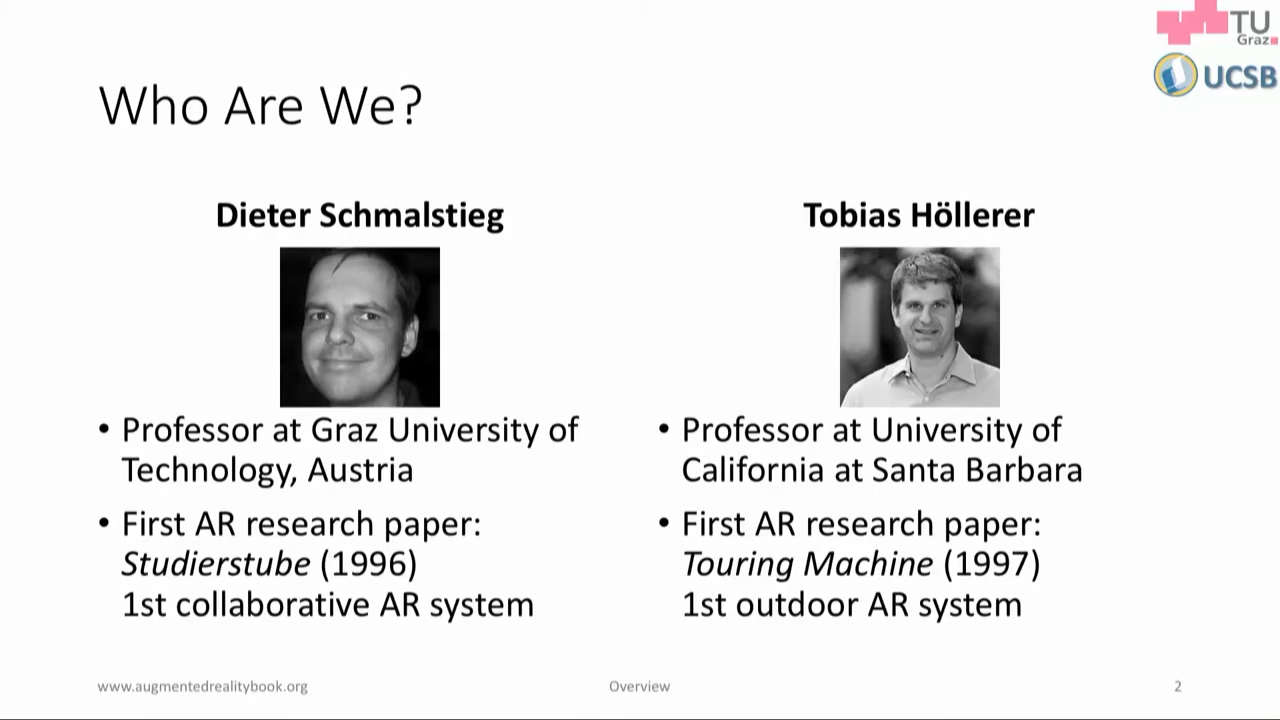 TU
Graz
UCSB
Who Are We?
Dieter Schmalstieg
• Professor at Graz University of
Technology, Austria
• First AR research paper:
Studierstube (1996)
1st collaborative AR system
Tobias Höllerer
• Professor at University of
California at Santa Barbara
• First AR research paper:
Touring Machine (1997)
1st outdoor AR system
www.augmentedrealitybook.org
Overview
2